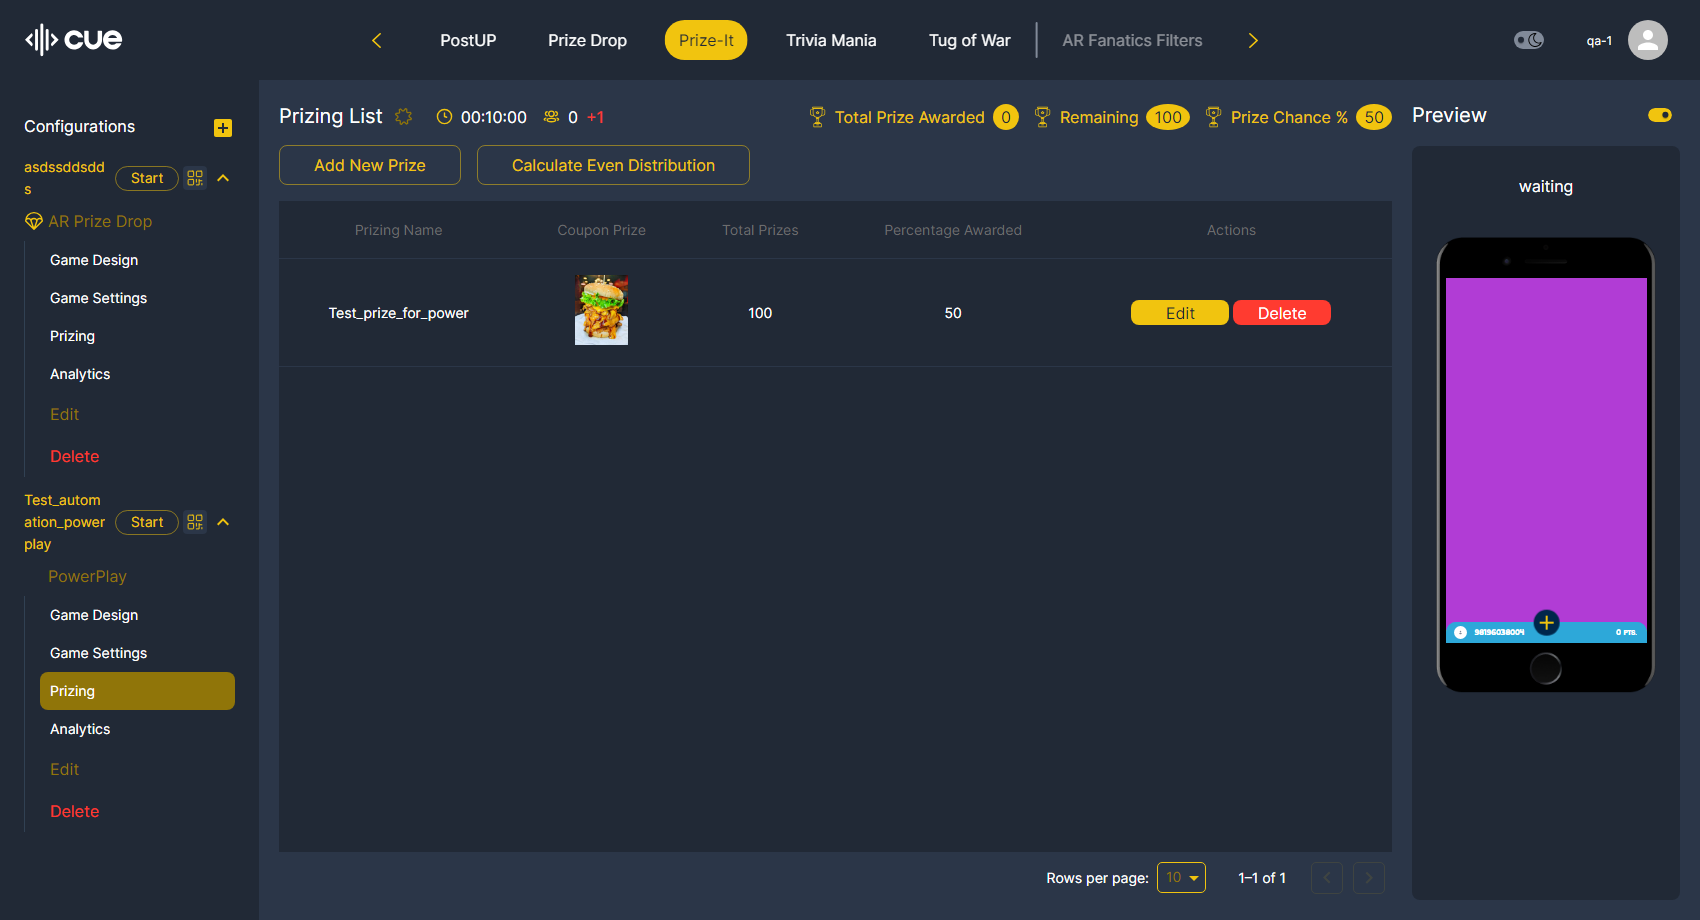 cue
PostUP
Prize Drop
Prize-It
Trivia Mania
Tug of War
AR Fanatics Filters
qa-1
Configurations
asdssddsdd
s
Start
AR Prize Drop
Game Design
Game Settings
Prizing
Analytics
Edit
Delete
Test_autom
ation_power
play
Start
PowerPlay
Game Design
Game Settings
Prizing
Analytics
Edit
Delete
Prizing List
00:10:00
0 +1
Total Prize Awarded 0
Remaining 100
Prize Chance % 50
Add New Prize
Calculate Even Distribution
Prizing Name
Coupon Prize
Total Prizes
Percentage Awarded
Actions
Test_prize_for_power
100
50
Edit
Delete
Rows per page: 10
1–1 of 1
Preview
waiting
98196038004
0 PTS.